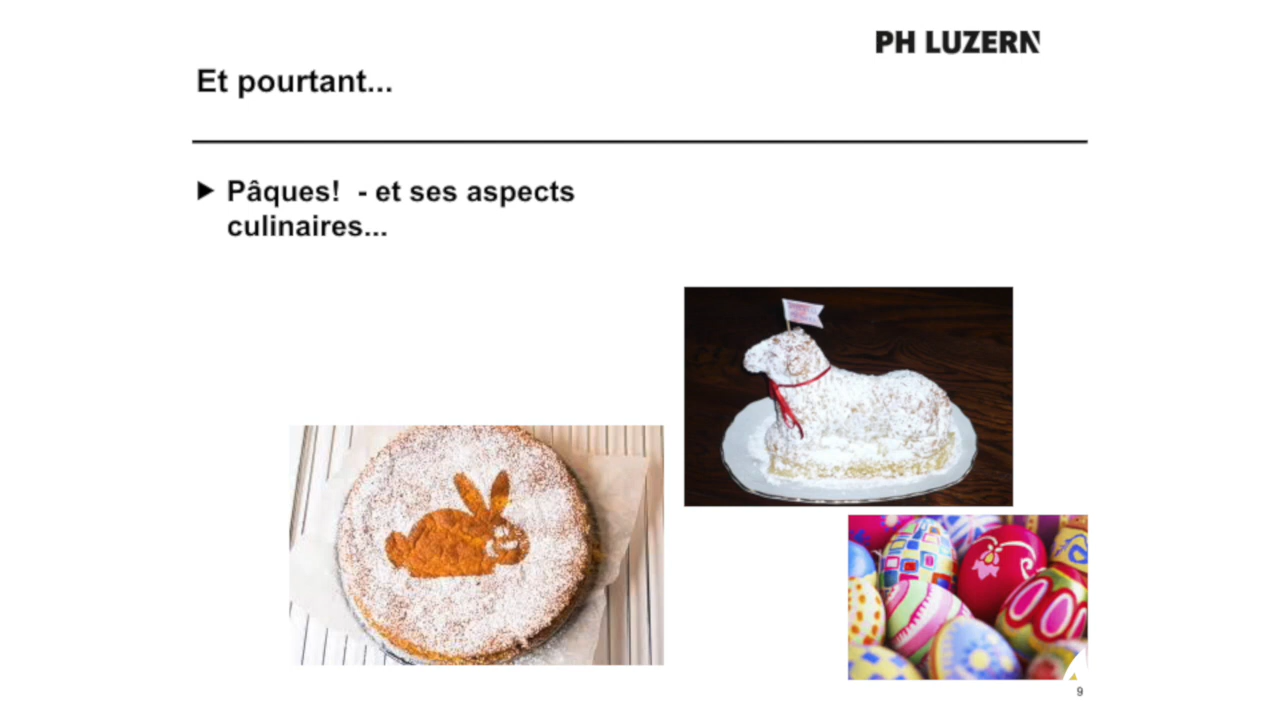 PH LUZERN
Et pourtant...
Pâques!  - et ses aspects
culinaires...
9